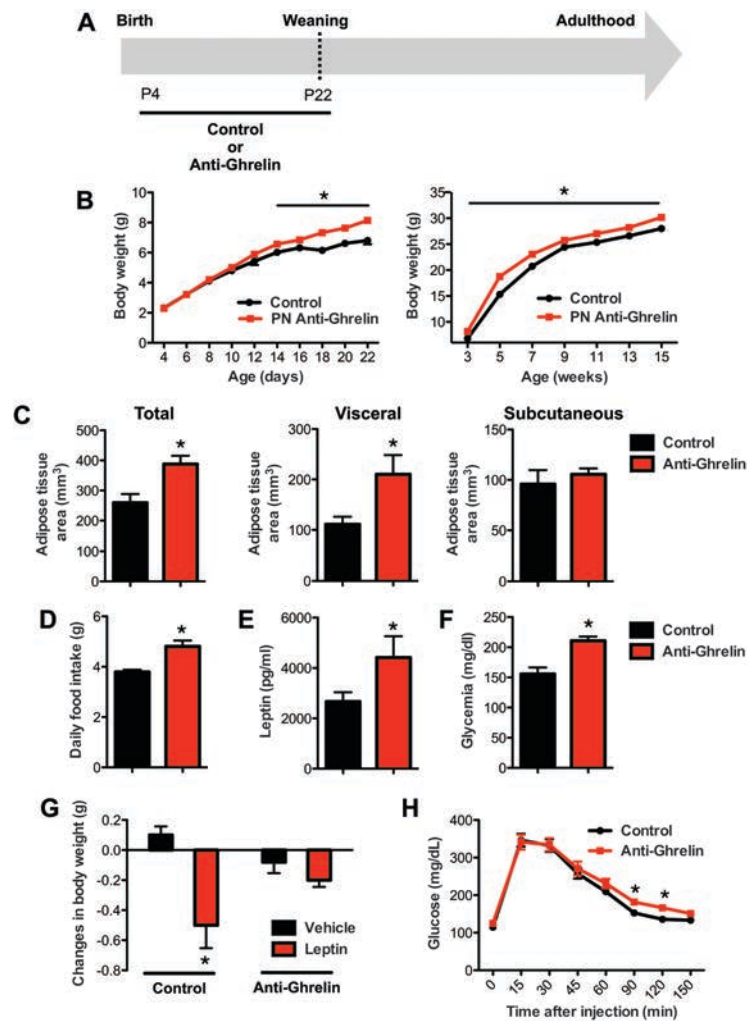 A
Birth Weaning Adulthood
P4 P22
Control
or
Anti-Ghrelin
B
Body weight (g)
10
8
6
4
2
0
*
Control
PN Anti-Ghrelin
4 6 8 10 12 14 16 18 20 22
Age (days)
Body weight (g)
35
30
25
20
15
10
*
Control
PN Anti-Ghrelin
3 5 7 9 11 13 15
Age (weeks)
C
Total
Adipose tissue
area (mm³)
500
400
300
200
100
0
*
Visceral
Adipose tissue
area (mm³)
300
200
100
0
*
Subcutaneous
Adipose tissue
area (mm³)
150
100
50
0
Control
Anti-Ghrelin
D
Daily food intake (g)
6
4
2
0
*
E
Leptin (pg/ml)
6000
4000
2000
0
*
F
Glycemia (mg/dl)
250
200
150
100
50
0
*
Control
Anti-Ghrelin
G
Changes in body weight (g)
0.2
0.0
-0.2
-0.4
-0.6
-0.8
*
Vehicle
Leptin
Control Anti-Ghrelin
H
Glucose (mg/dL)
400
300
200
100
0
* *
Control
Anti-Ghrelin
0 15 30 45 60 90 120 150
Time after injection (min)